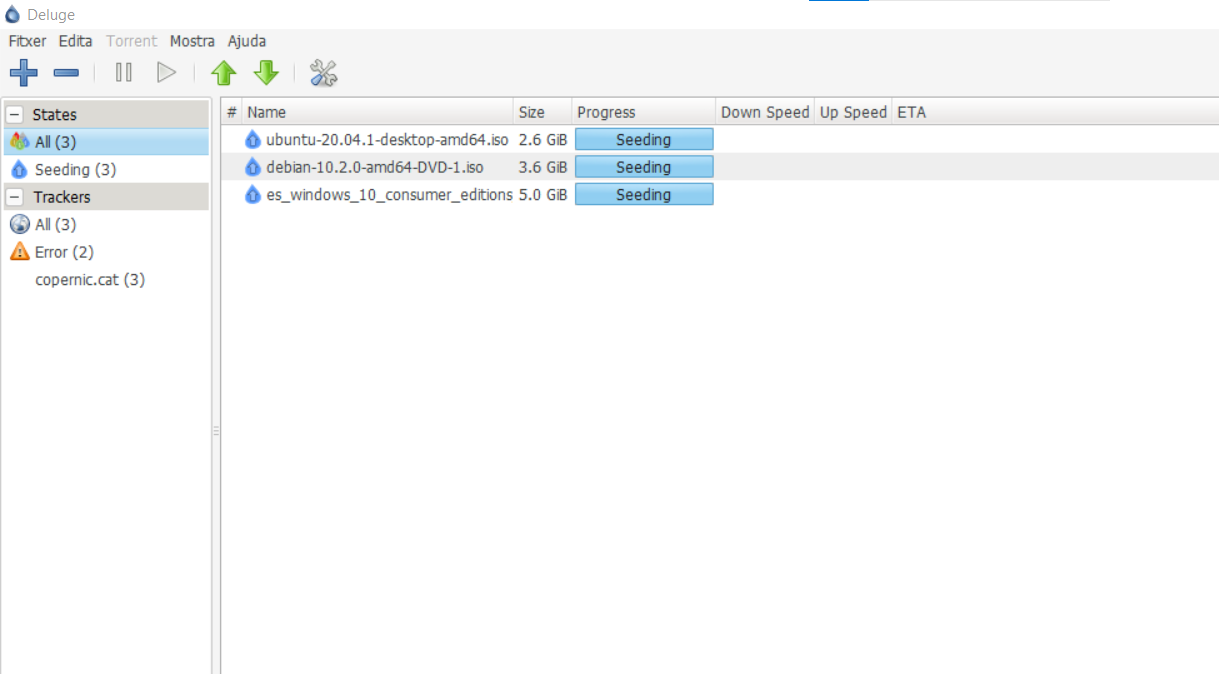 Deluge
Fitxer Edita Torrent Mostra Ajuda
States
All (3)
Seeding (3)
Trackers
All (3)
Error (2)
copernic.cat (3)
# Name Size Progress Down Speed Up Speed ETA
ubuntu-20.04.1-desktop-amd64.iso 2.6 GiB Seeding
debian-10.2.0-amd64-DVD-1.iso 3.6 GiB Seeding
es_windows_10_consumer_editions 5.0 GiB Seeding